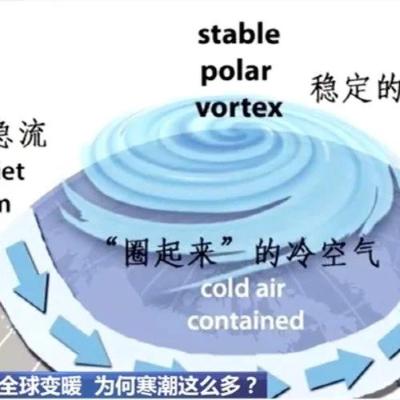 stable
polar
vortex
稳定的
急流
jet
"圈起来"的冷空气
cold air
contained
全球变暖 为何寒潮这么多？